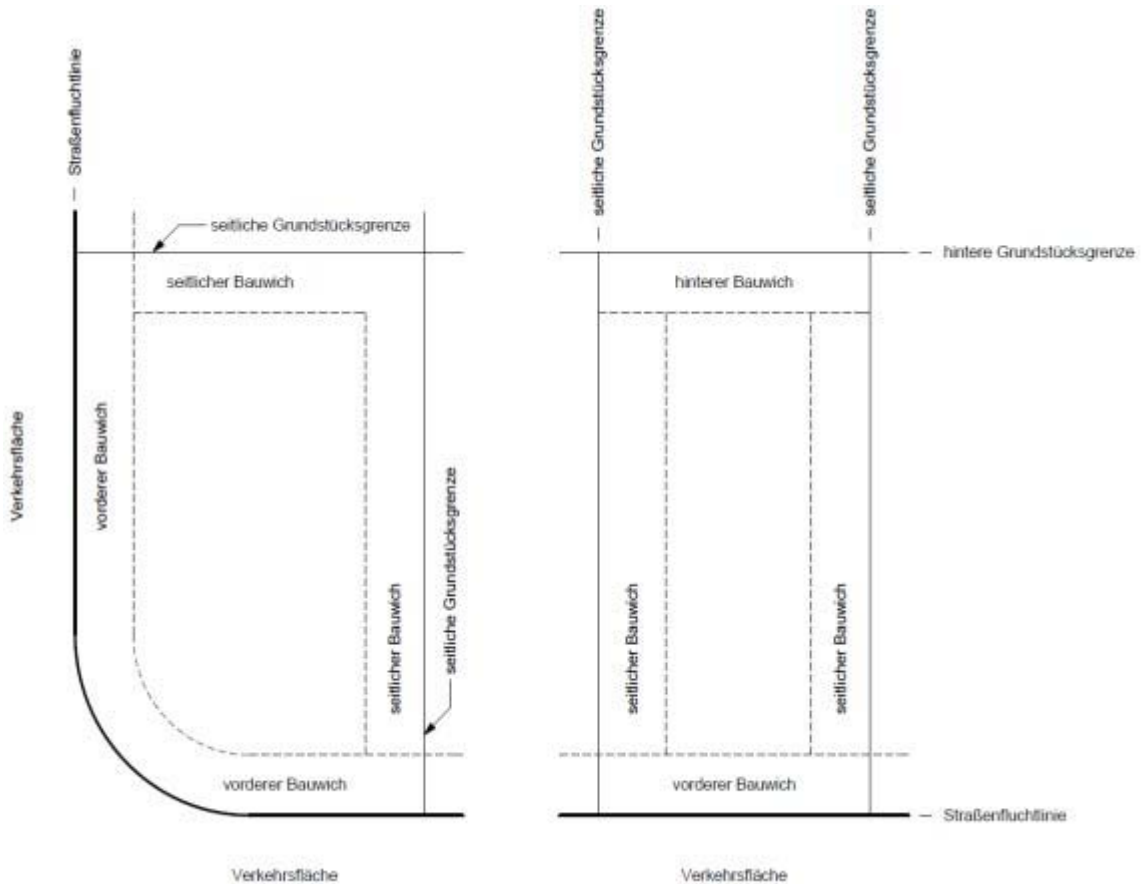 Straßenfluchtlinie
seitliche Grundstücksgrenze
seitlicher Bauwich
Verkehrsfläche
vorderer Bauwich
seitlicher Bauwich
seitliche Grundstücksgrenze
vorderer Bauwich
Verkehrsfläche
seitliche Grundstücksgrenze
seitliche Grundstücksgrenze
hintere Grundstücksgrenze
hinterer Bauwich
seitlicher Bauwich
seitlicher Bauwich
vorderer Bauwich
Straßenfluchtlinie
Verkehrsfläche